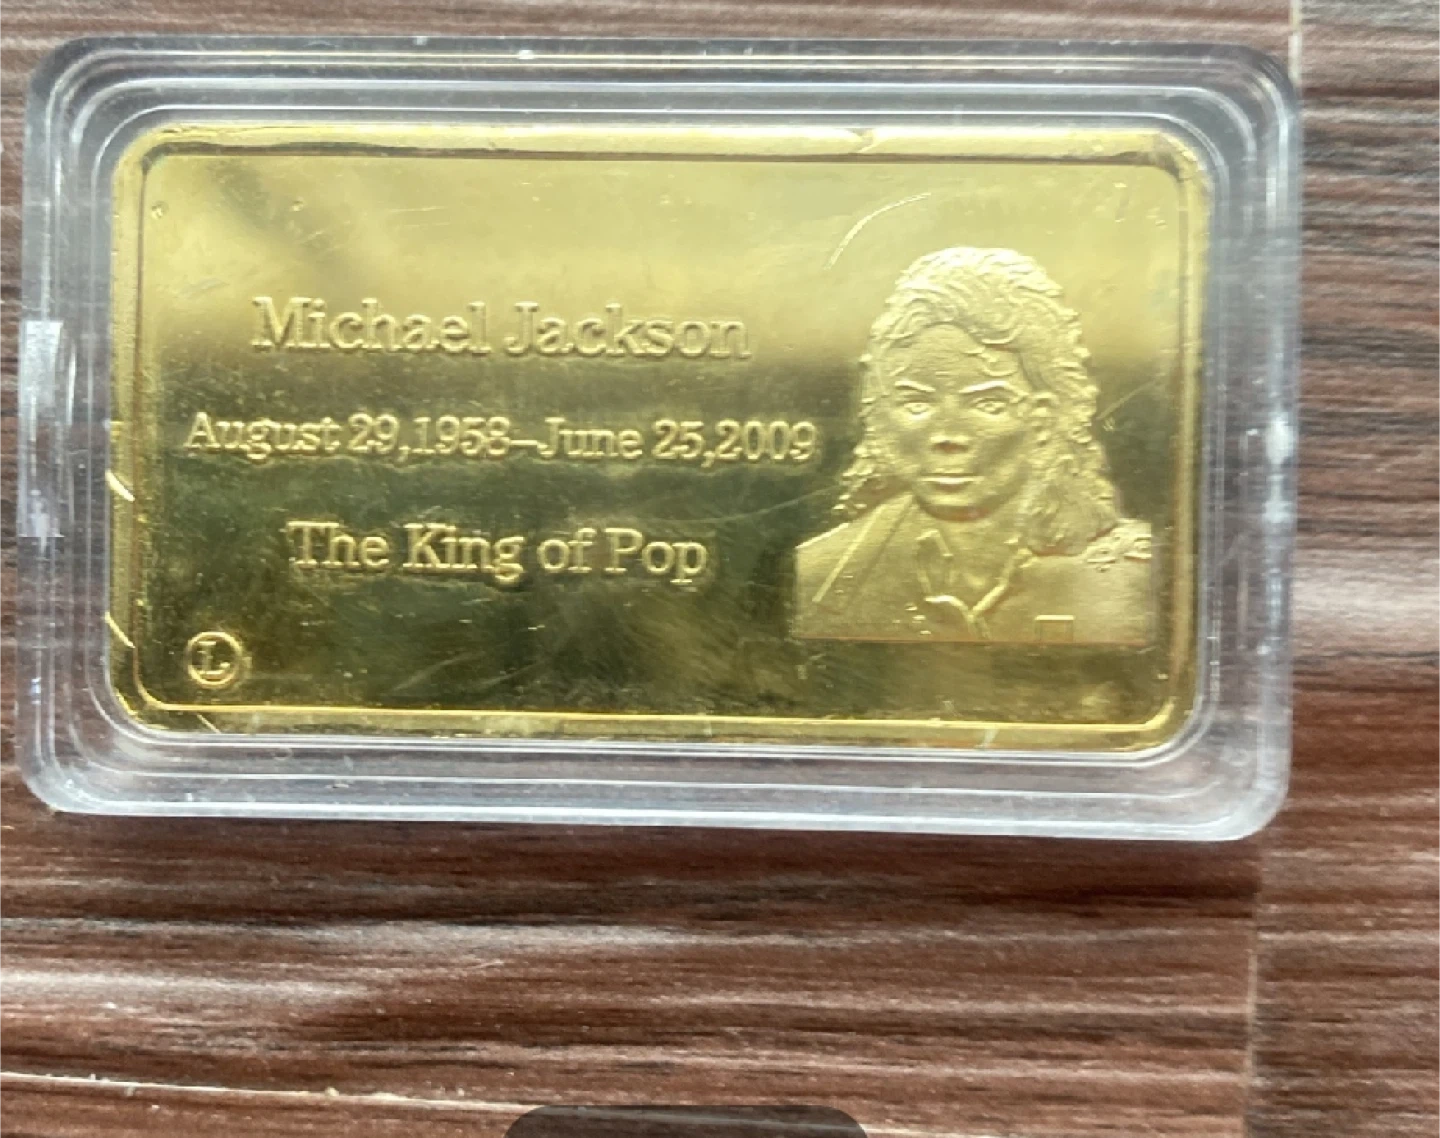 Michael Jackson
August 29,1958–June 25,2009
The King of Pop
L